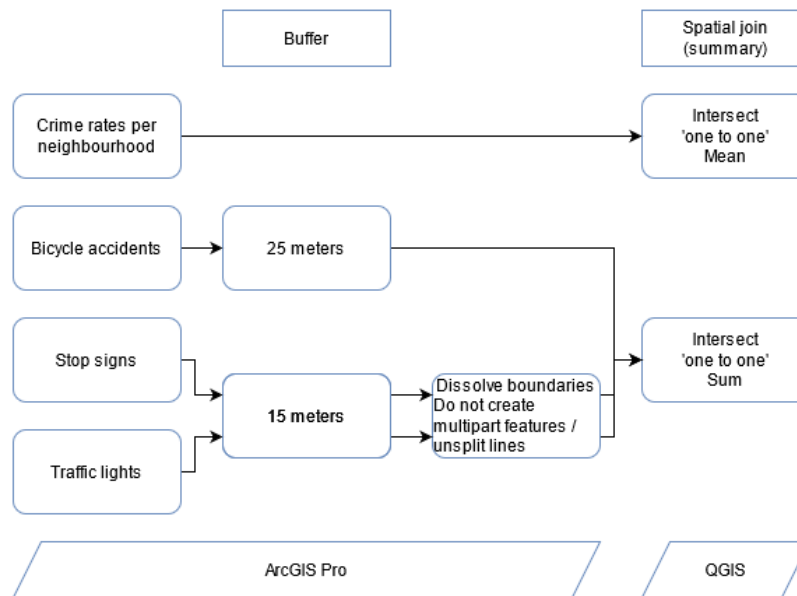 Buffer
Spatial join
(summary)
Crime rates per
neighbourhood
Intersect
'one to one'
Mean
Bicycle accidents
25 meters
Stop signs
Intersect
'one to one'
Sum
15 meters
Dissolve boundaries
Do not create
multipart features /
unsplit lines
Traffic lights
ArcGIS Pro
QGIS